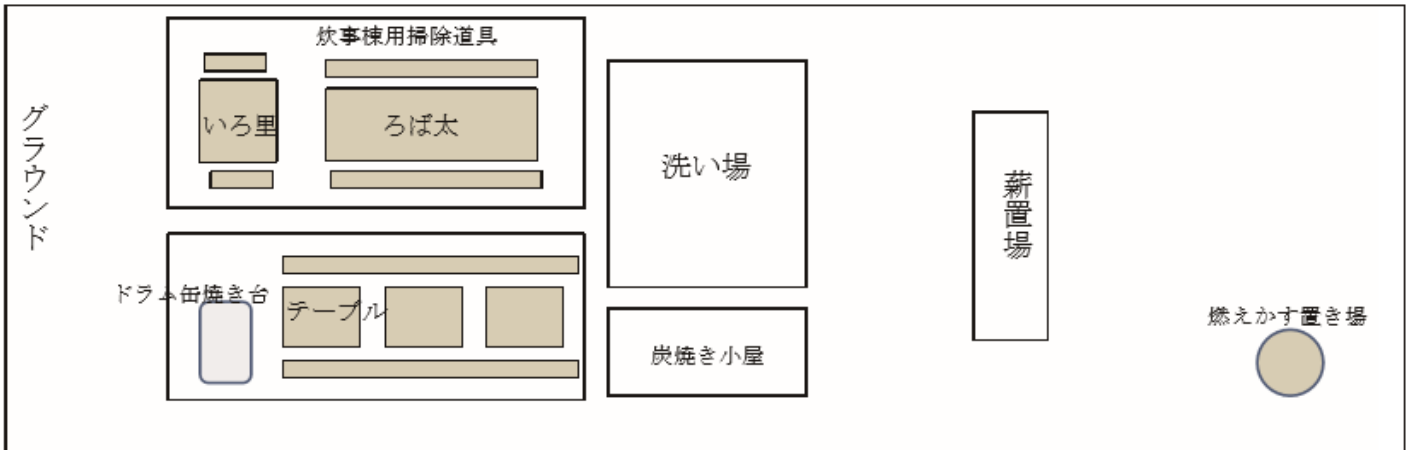 グラウンド
炊事棟用掃除道具
いろ里
ろば太
ドラム缶焼き台
テーブル
洗い場
炭焼き小屋
薪置場
燃えかす置き場